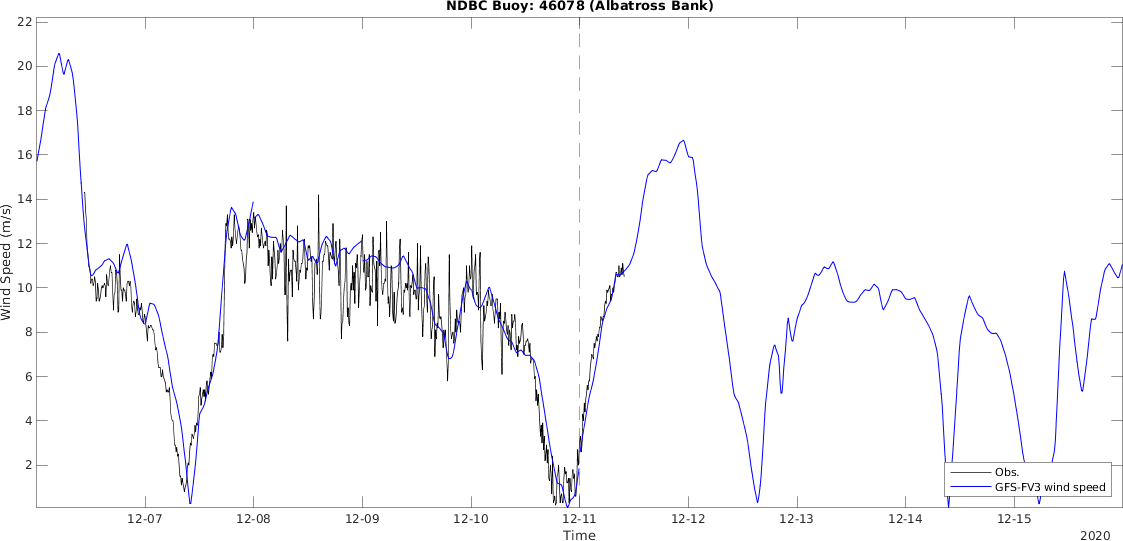 NDBC Buoy: 46078 (Albatross Bank)
22
20
18
16
14
12
10
8
6
4
2
Wind Speed (m/s)
Obs.
GFS-FV3 wind speed
12-07 12-08 12-09 12-10 12-11 12-12 12-13 12-14 12-15
Time
2020